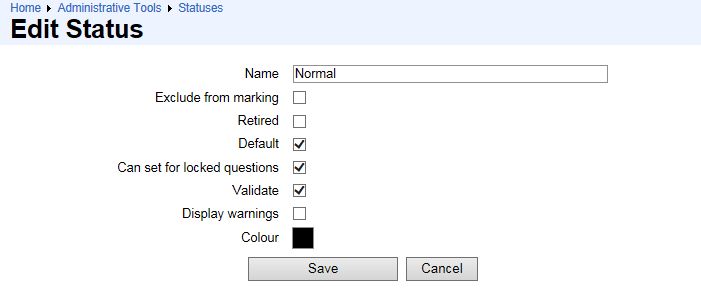 Home Administrative Tools Statuses
Edit Status
Name Normal
Exclude from marking
Retired
Default
Can set for locked questions
Validate
Display warnings
Colour
Save Cancel